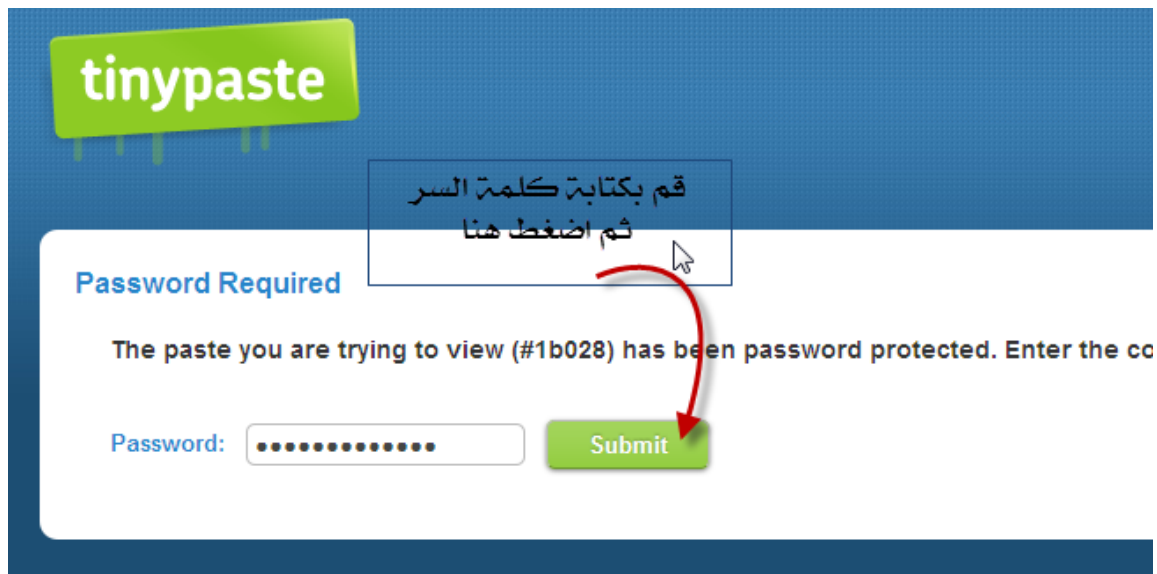 tinypaste
قم بكتابة كلمة السر
ثم اضغط هنا
Password Required
The paste you are trying to view (#1b028) has been password protected. Enter the co
Password: •••••••••••••
Submit